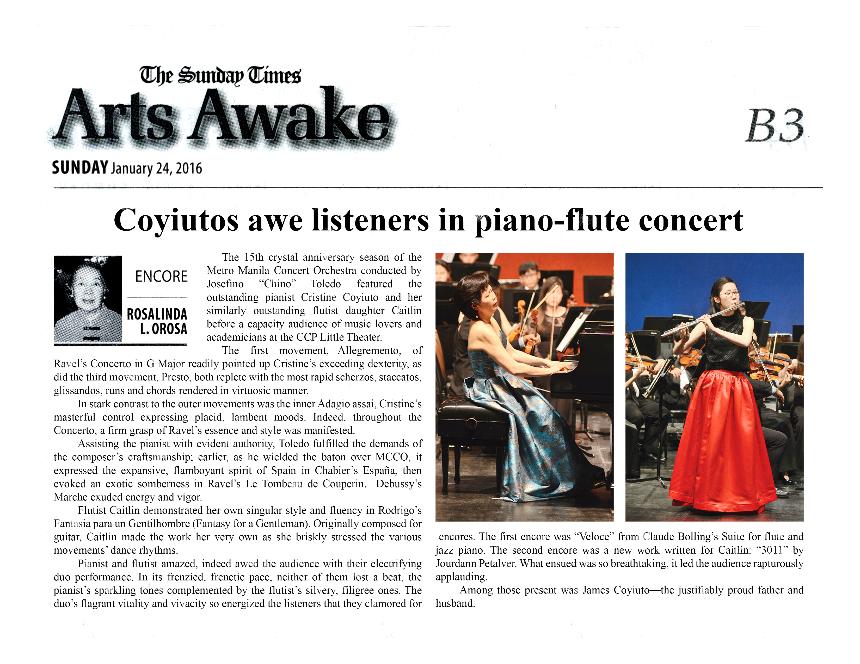 The Sunday Times
Arts Awake
B3
SUNDAY January 24, 2016
Coyiutos awe listeners in piano-flute concert
ENCORE
ROSALINDA
L. OROSA
The 15th crystal anniversary season of the
Metro Manila Concert Orchestra conducted by
Josefino “Chino” Toledo featured the
outstanding pianist Cristine Coyiuto and her
similarly outstanding flutist daughter Caitlin
before a capacity audience of music lovers and
academicians at the CCP Little Theater.
The first movement, Allegremento, of
Ravel's Concerto in G Major readily pointed up Cristine's exceeding dexterity, as
did the third movement, Presto, both replete with the most rapid scherzos, staccatos,
glissandos, runs and chords rendered in virtuosic manner.
In stark contrast to the outer movements was the inner Adagio assai, Cristine's
masterful control expressing placid, lambent moods. Indeed, throughout the
Concerto, a firm grasp of Ravel's essence and style was manifested.
Assisting the pianist with evident authority, Toledo fulfilled the demands of
the composer's craftsmanship; earlier, as he wielded the baton over MCCO, it
expressed the expansive, flamboyant spirit of Spain in Chabier's España, then
evoked an exotic somberness in Ravel's Le Tombeau de Couperin. Debussy's
Marche exuded energy and vigor.
Flutist Caitlin demonstrated her own singular style and fluency in Rodrigo's
Fantasia para un Gentilhombre (Fantasy for a Gentleman). Originally composed for
guitar, Caitlin made the work her very own as she briskly stressed the various
movements' dance rhythms.
Pianist and flutist amazed, indeed awed the audience with their electrifying
duo performance. In its frenzied, frenetic pace, neither of them lost a beat, the
pianist's sparkling tones complemented by the flutist's silvery, filigree ones. The
duo's flagrant vitality and vivacity so energized the listeners that they clamored for
encores. The first encore was “Veloce” from Claude Bolling's Suite for flute and
jazz piano. The second encore was a new work written for Caitlin: “3011” by
Jourdann Petalver. What ensued was so breathtaking, it led the audience rapturously
applauding.
Among those present was James Coyiuto—the justifiably proud father and
husband.